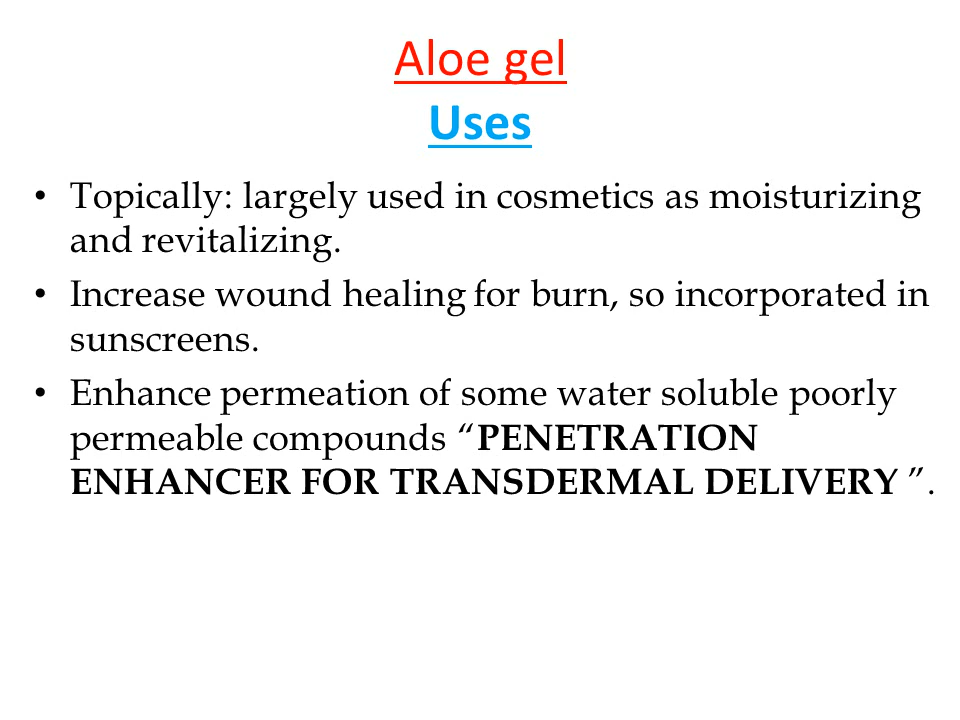 Aloe gel
Uses
• Topically: largely used in cosmetics as moisturizing
and revitalizing.
• Increase wound healing for burn, so incorporated in
sunscreens.
• Enhance permeation of some water soluble poorly
permeable compounds “PENETRATION
ENHANCER FOR TRANSDERMAL DELIVERY ”.